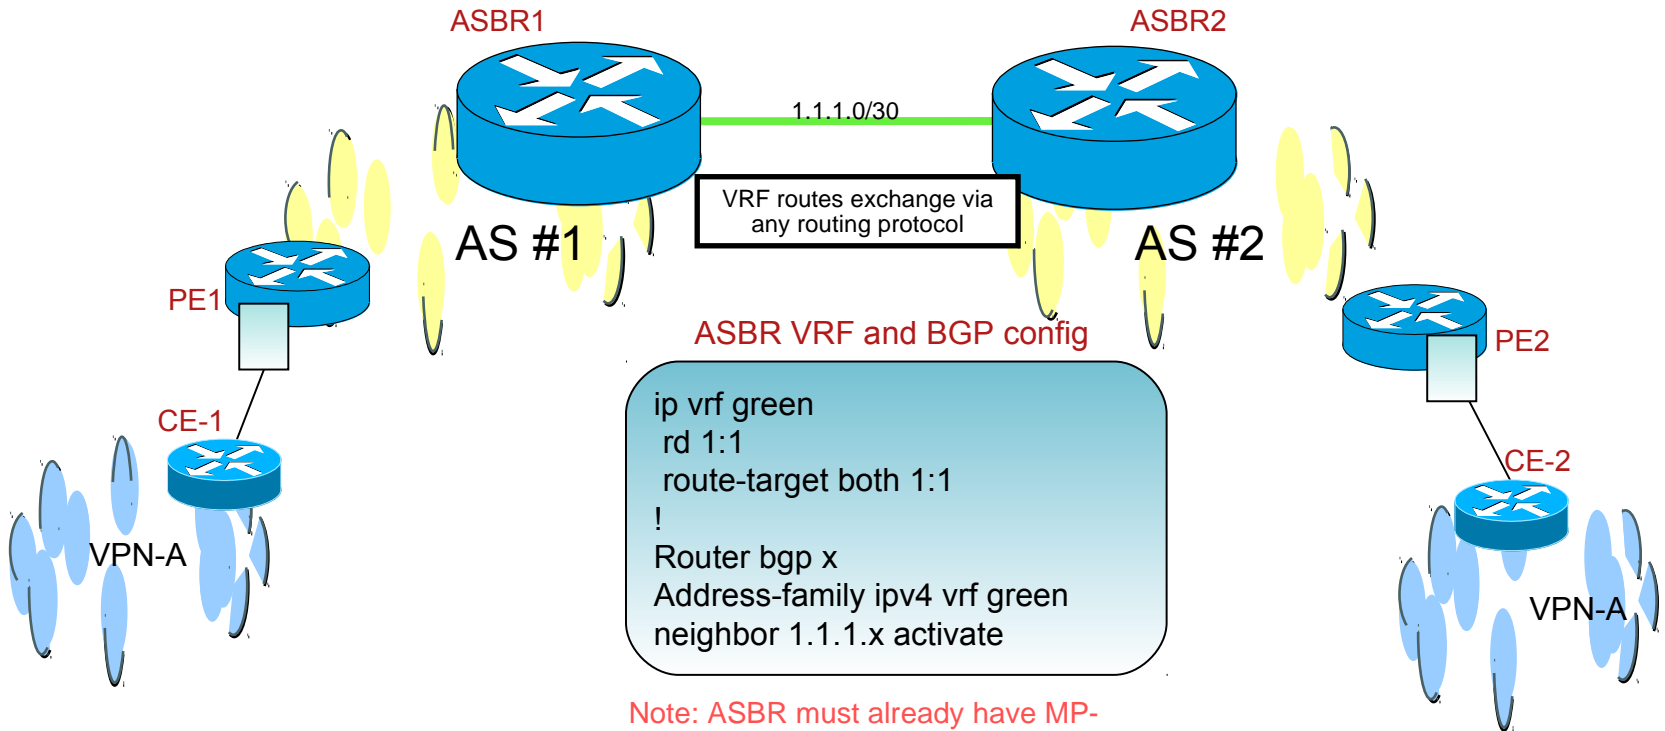 ASBR1
ASBR2
1.1.1.0/30
VRF routes exchange via
any routing protocol
AS #1
AS #2
PE1
PE2
ASBR VRF and BGP config
ip vrf green
rd 1:1
route-target both 1:1
!
Router bgp x
Address-family ipv4 vrf green
neighbor 1.1.1.x activate
CE-1
CE-2
VPN-A
VPN-A
Note: ASBR must already have MP-